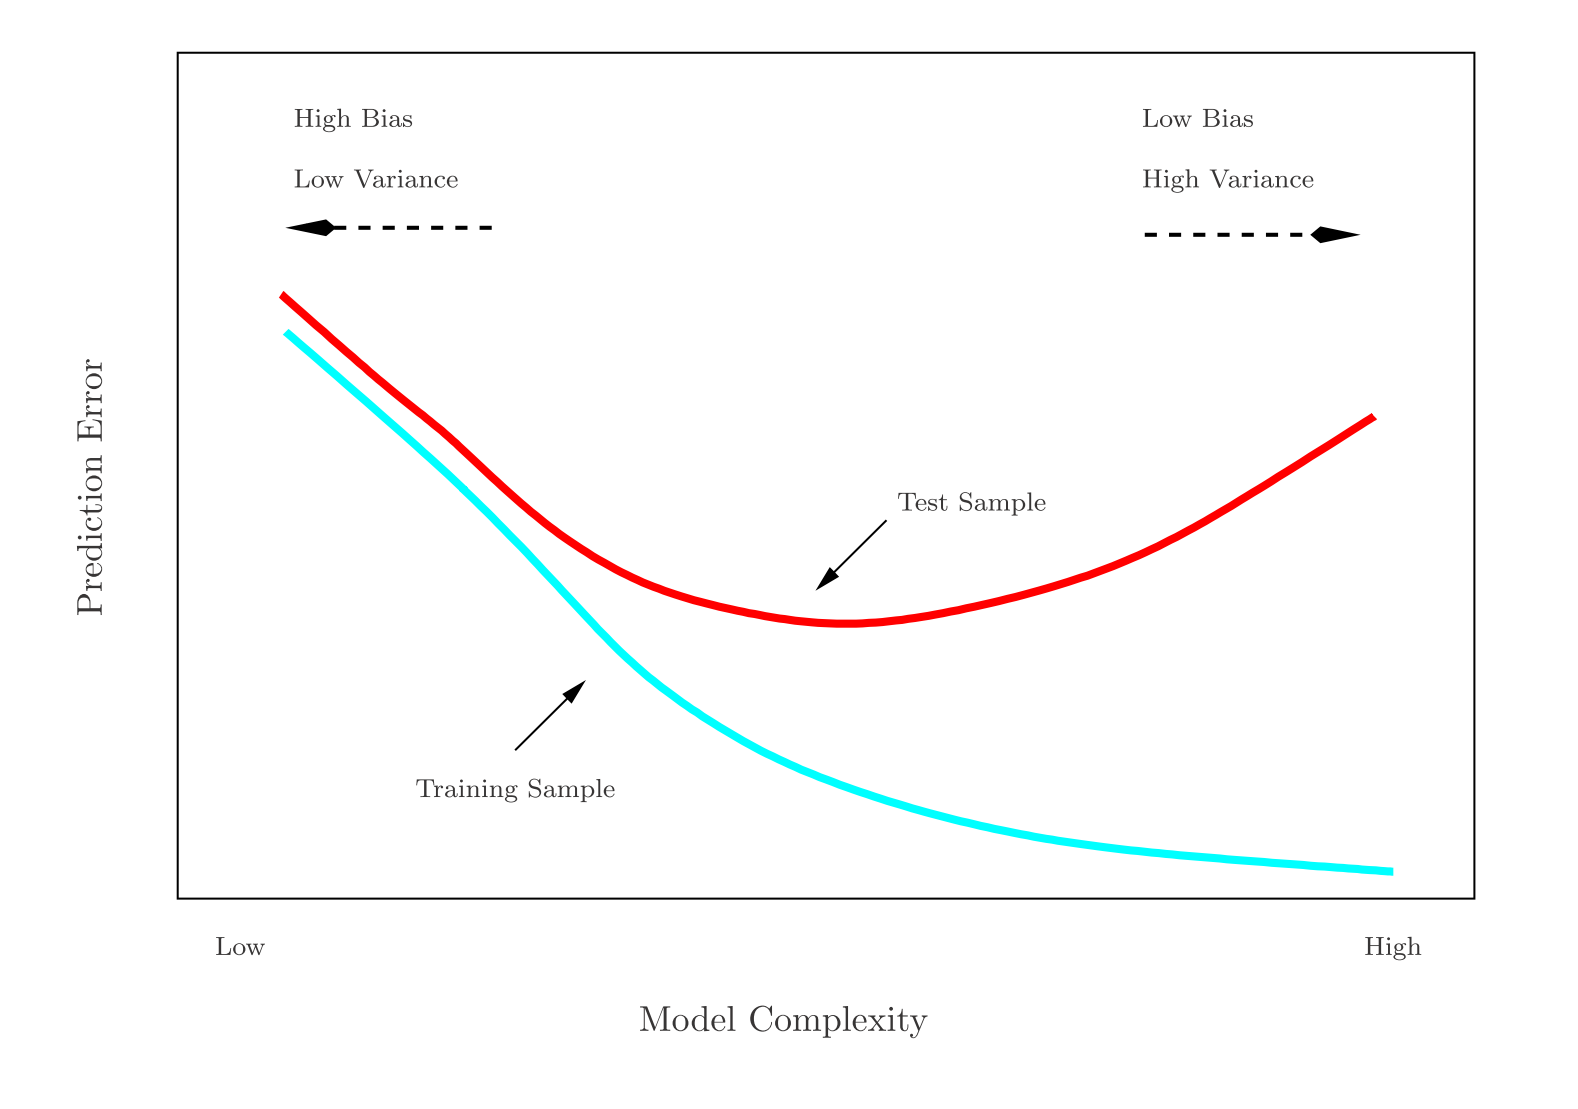 High Bias
Low Variance
Low Bias
High Variance
Prediction Error
Test Sample
Training Sample
Low
High
Model Complexity